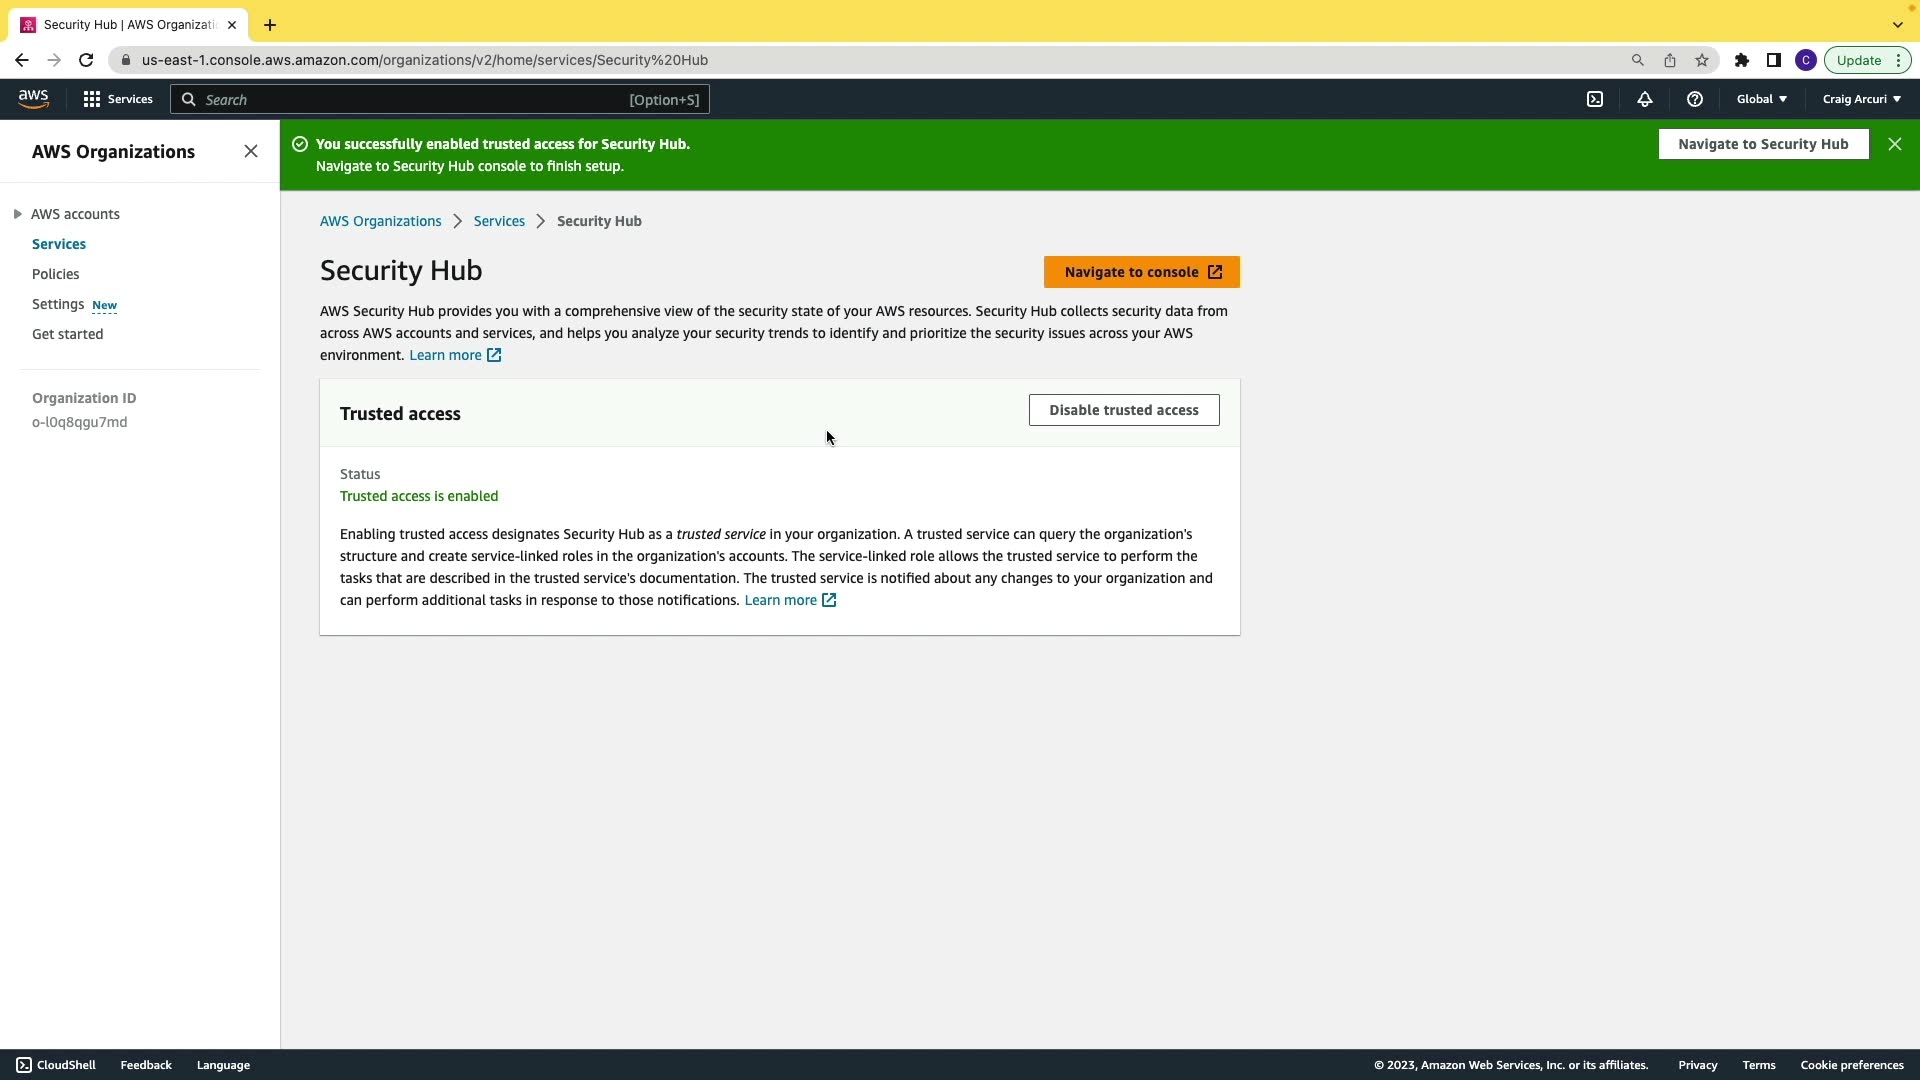 Security Hub | AWS Organizati
us-east-1.console.aws.amazon.com/organizations/v2/home/services/Security%20Hub
C
Update
aws
Services
Search
[Option+S]
Global
Craig Arcuri
AWS Organizations
AWS accounts
Services
Policies
Settings New
Get started
Organization ID
o-l0q8qgu7md
You successfully enabled trusted access for Security Hub.
Navigate to Security Hub console to finish setup.
Navigate to Security Hub
AWS Organizations > Services > Security Hub
Security Hub
Navigate to console
AWS Security Hub provides you with a comprehensive view of the security state of your AWS resources. Security Hub collects security data from
across AWS accounts and services, and helps you analyze your security trends to identify and prioritize the security issues across your AWS
environment. Learn more
Trusted access
Disable trusted access
Status
Trusted access is enabled
Enabling trusted access designates Security Hub as a trusted service in your organization. A trusted service can query the organization's
structure and create service-linked roles in the organization's accounts. The service-linked role allows the trusted service to perform the
tasks that are described in the trusted service's documentation. The trusted service is notified about any changes to your organization and
can perform additional tasks in response to those notifications. Learn more
CloudShell
Feedback
Language
© 2023, Amazon Web Services, Inc. or its affiliates.
Privacy
Terms
Cookie preferences